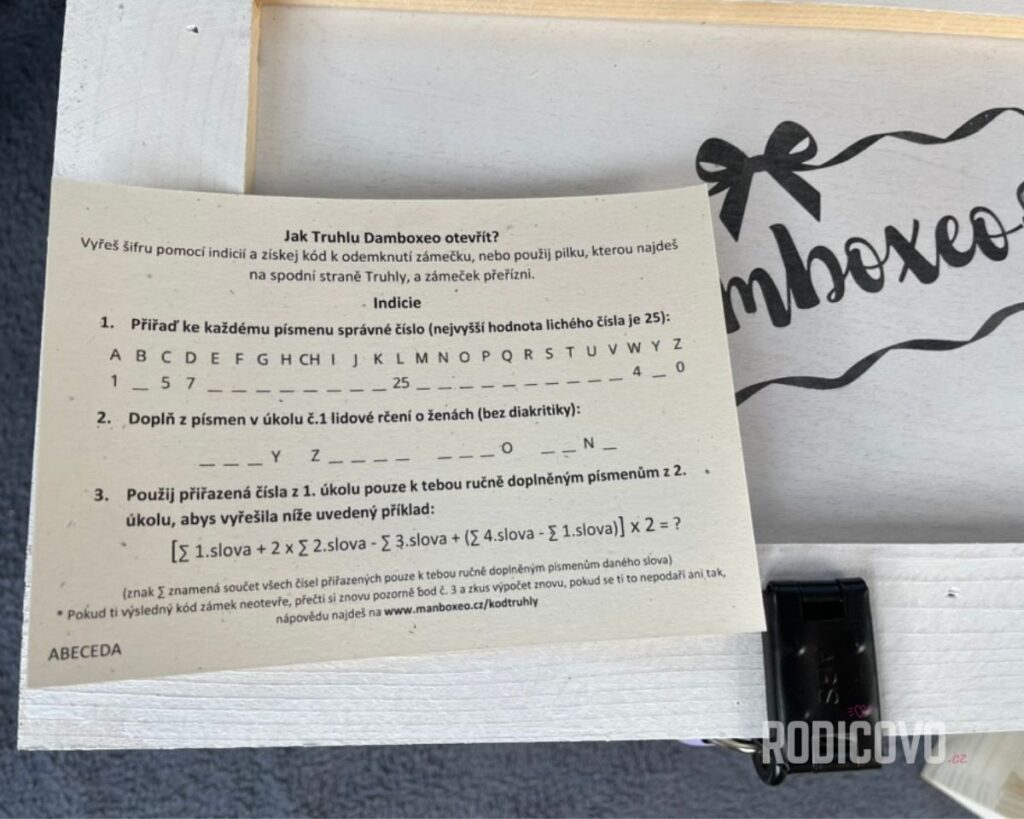 Jak Truhlu Damboxeo otevřít?
Vyřeš šifru pomocí indicií a získej kód k odemknutí zámečku, nebo použij pilku, kterou najdeš
na spodní straně Truhly, a zámeček přeřízni.
Indicie
1. Přiřaď ke každému písmenu správné číslo (nejvyšší hodnota lichého čísla je 25):
A B C D E F G H CH I J K L M N O P Q R S T U V W Y Z
1 _ 5 7 _ _ _ _ _ _ _ _ 25 _ _ _ _ _ _ _ _ _ _ 4 _ 0
2. Doplň z písmen v úkolu č.1 lidové rčení o ženách (bez diakritiky):
_ _ _ Y Z _ _ _ _ _ _ _ O _ _ N _
3. Použij přiřazená čísla z 1. úkolu pouze k tebou ručně doplněným písmenům z 2.
úkolu, abys vyřešila níže uvedený příklad:
[∑ 1.slova + 2 x ∑ 2.slova - ∑ 3.slova + (∑ 4.slova - ∑ 1.slova)] x 2 = ?
(znak ∑ znamená součet všech čísel přiřazených pouze k tebou ručně doplněným písmenům daného slova)
* Pokud ti výsledný kód zámek neotevře, přečti si znovu pozorně bod č. 3 a zkus výpočet znovu, pokud se ti to nepodaří ani tak,
nápovědu najdeš na www.manboxeo.cz/kodtruhly
ABECEDA
mboxeo
ABS
RODICOVO.cz